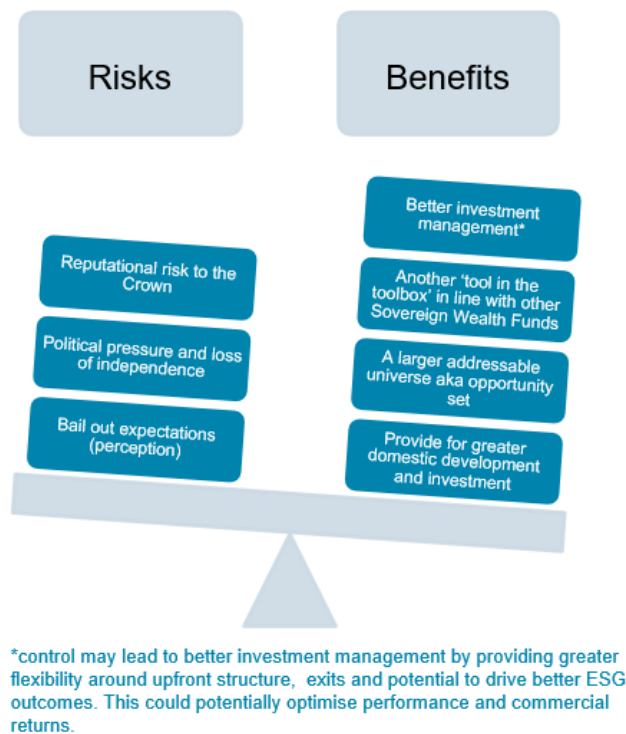 Risks
Benefits
Reputational risk to the
Crown
Political pressure and loss
of independence
Bail out expectations
(perception)
Better investment
management*
Another 'tool in the
toolbox' in line with other
Sovereign Wealth Funds
A larger addressable
universe aka opportunity
set
Provide for greater
domestic development
and investment
*control may lead to better investment management by providing greater
flexibility around upfront structure, exits and potential to drive better ESG
outcomes. This could potentially optimise performance and commercial
returns.